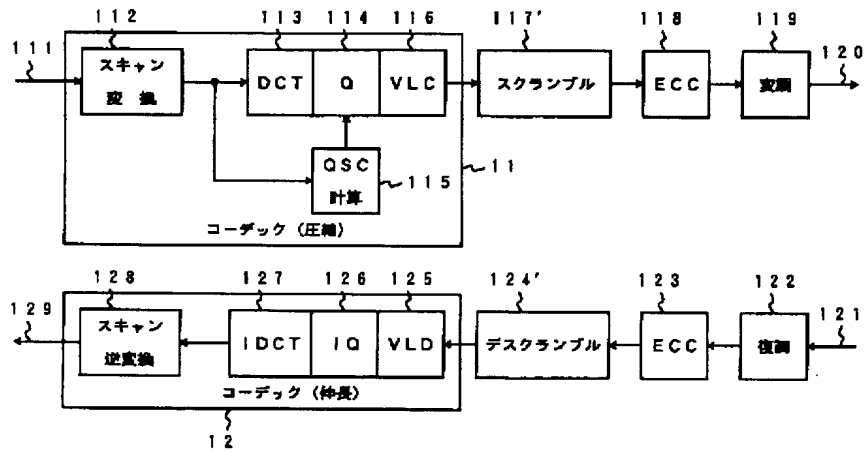 112 113 114 116 117' 118 119
111 120
スキャン
変換
DCT Q VLC スクランブル ECC 変調
QSC
計算
115
11
コーデック (圧縮)
128 127 126 125 124' 123 122
129 121
スキャン
逆変換
IDCT IQ VLD デスクランブル ECC 復調
コーデック (伸長)
12